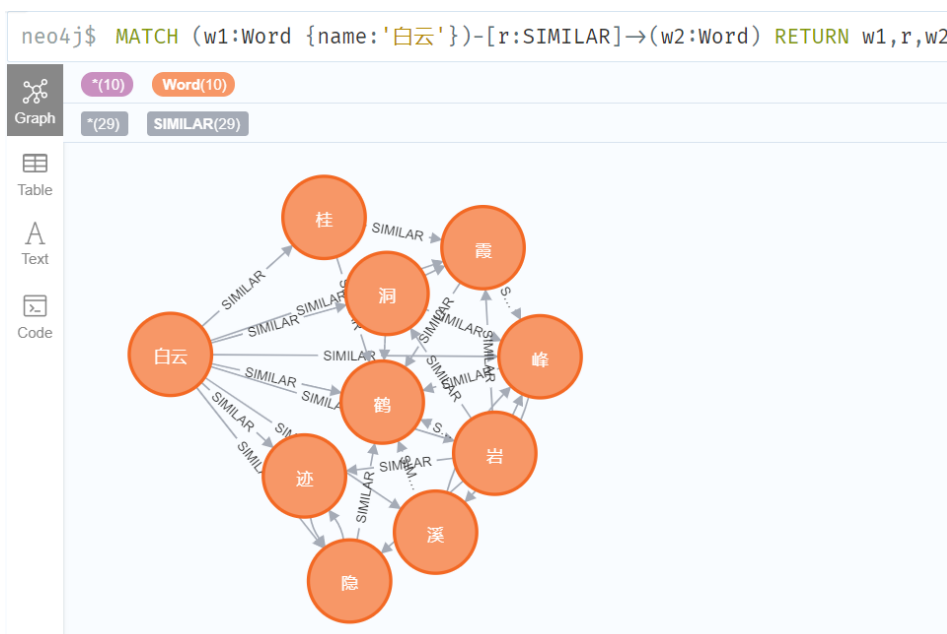 neo4j$ MATCH (w1:Word {name:'白云'})-[r:SIMILAR]→(w2:Word) RETURN w1,r,w2
*(10) Word(10)
Graph
*(29) SIMILAR(29)
Table
Text
Code
桂
SIMILAR
霞
SIMILAR
洞
SIMILAR
S...
SIMILAR
SIMILAR
SIMILAR
白云
SIMILAR
SIMILAR
峰
SIMILAR
SIMILAR
SIMILAR
鹤
SIMILAR
S...
岩
SIMILAR
迹
SIMILAR
溪
隐